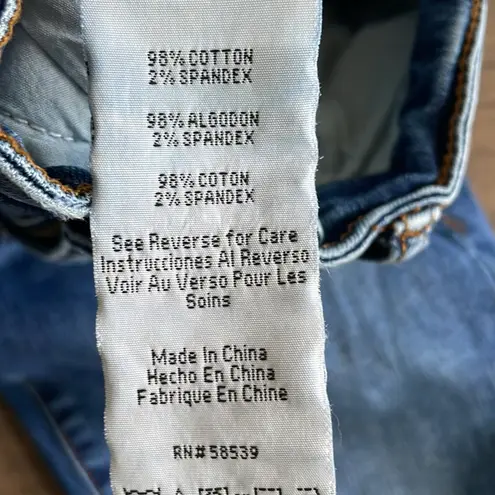 98% COTTON
2% SPANDEX
98% ALGODON
2% SPANDEX
98% COTON
2% SPANDEX
See Reverse for Care
Instrucciones Al Reverso
Voir Au Verso Pour Les
Soins
Made In China
Hecho En China
Fabrique En Chine
RN#58539